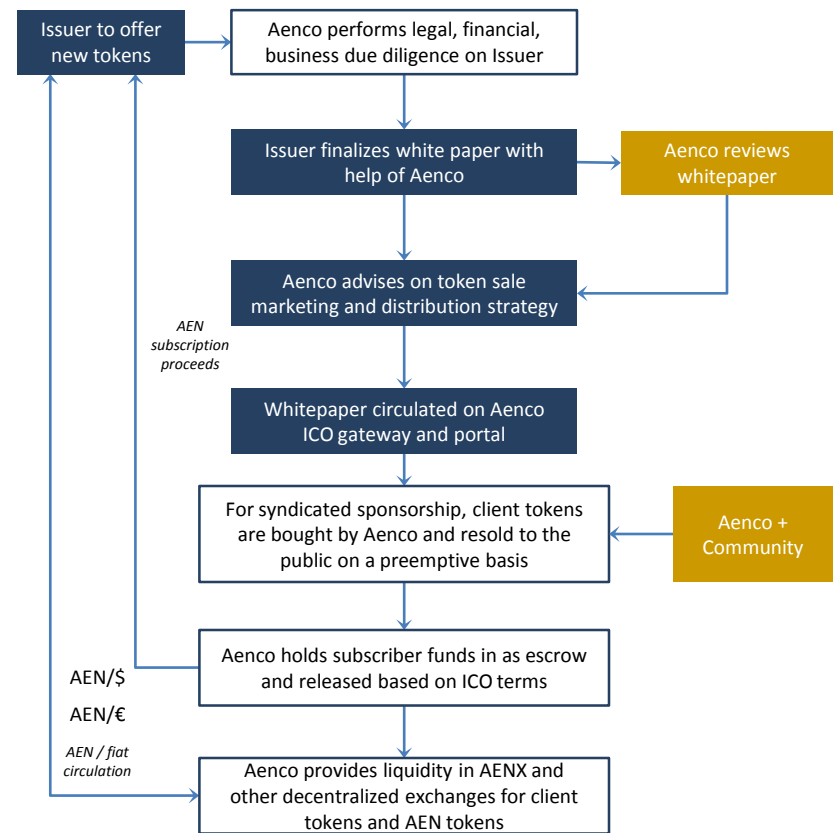 Issuer to offer
new tokens
Aenco performs legal, financial,
business due diligence on Issuer
Issuer finalizes white paper with
help of Aenco
Aenco reviews
whitepaper
Aenco advises on token sale
marketing and distribution strategy
AEN
subscription
proceeds
Whitepaper circulated on Aenco
ICO gateway and portal
For syndicated sponsorship, client tokens
are bought by Aenco and resold to the
public on a preemptive basis
Aenco +
Community
Aenco holds subscriber funds in as escrow
and released based on ICO terms
AEN/$
AEN/€
AEN / fiat
circulation
Aenco provides liquidity in AENX and
other decentralized exchanges for client
tokens and AEN tokens